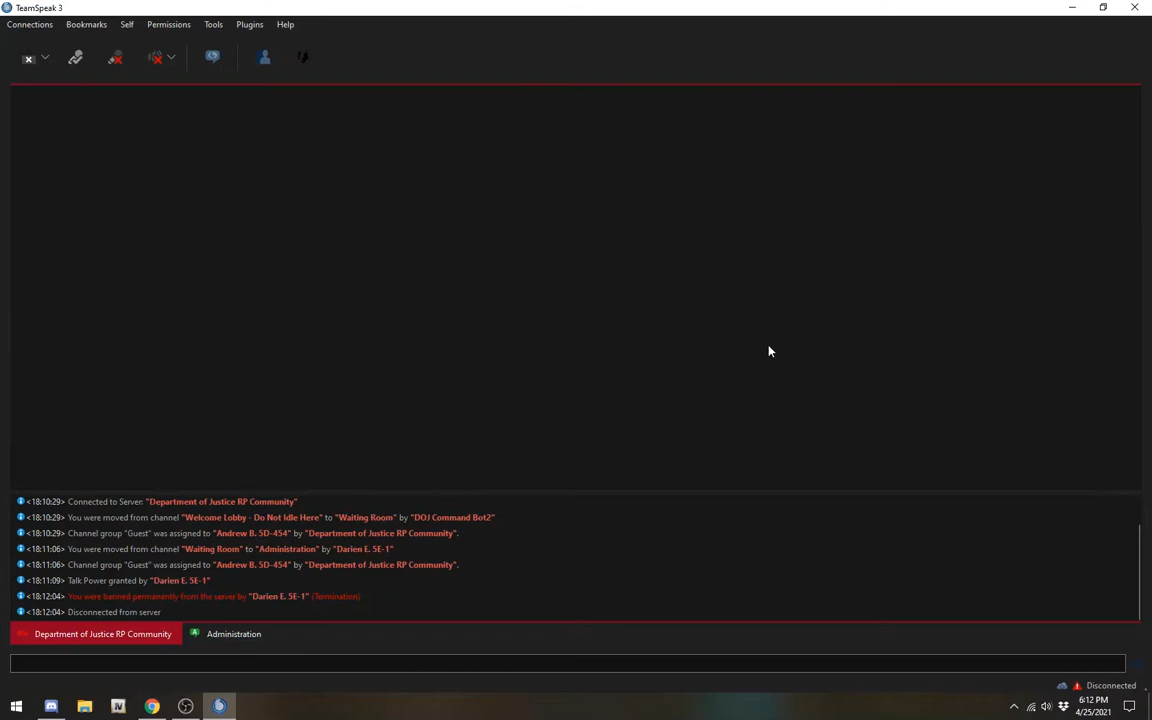 TeamSpeak 3
Connections Bookmarks Self Permissions Tools Plugins Help
<18:10:29> Connected to Server: "Department of Justice RP Community"
<18:10:29> You were moved from channel "Welcome Lobby - Do Not Idle Here" to "Waiting Room" by "DOJ Command Bot2"
<18:10:29> Channel group "Guest" was assigned to "Andrew B. 5D-454" by "Department of Justice RP Community".
<18:11:06> You were moved from channel "Waiting Room" to "Administration" by "Darien E. 5E-1"
<18:11:06> Channel group "Guest" was assigned to "Andrew B. 5D-454" by "Department of Justice RP Community".
<18:11:09> Talk Power granted by "Darien E. 5E-1"
<18:12:04> You were banned permanently from the server by "Darien E. 5E-1" (Termination)
<18:12:04> Disconnected from server
Department of Justice RP Community Administration
Disconnected
IV
6:12 PM
4/25/2021